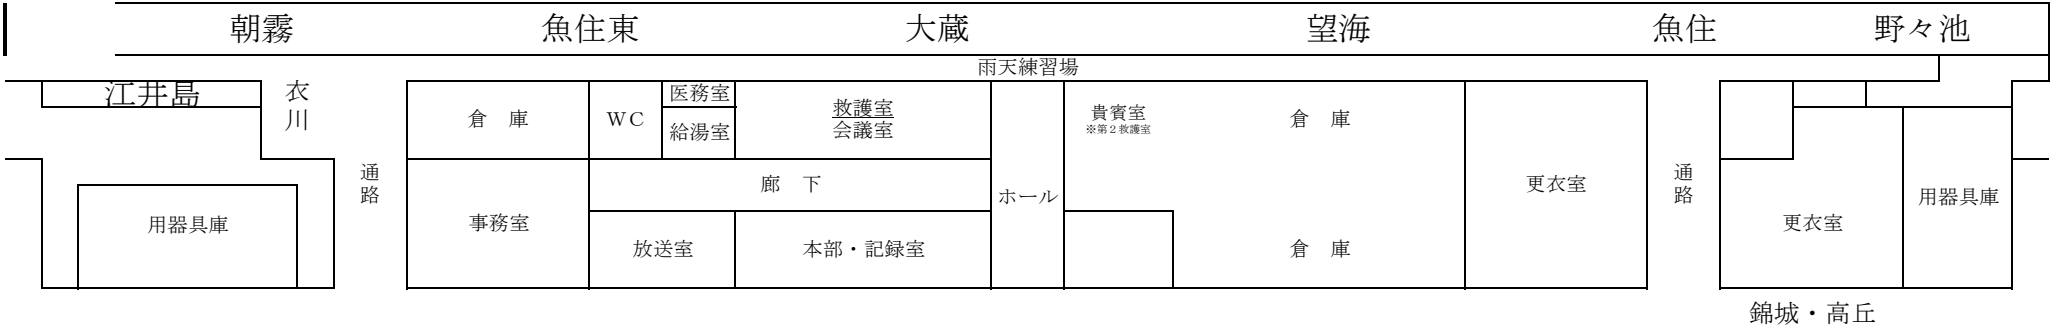 朝霧 魚住東 大蔵 望海 魚住 野々池
雨天練習場
江井島
衣川
通路
用器具庫
倉 庫
WC
医務室
給湯室
救護室
会議室
廊 下
事務室
放送室
本部・記録室
ホール
貴賓室
※第2救護室
倉 庫
倉 庫
更衣室
通路
更衣室
用器具庫
錦城・高丘